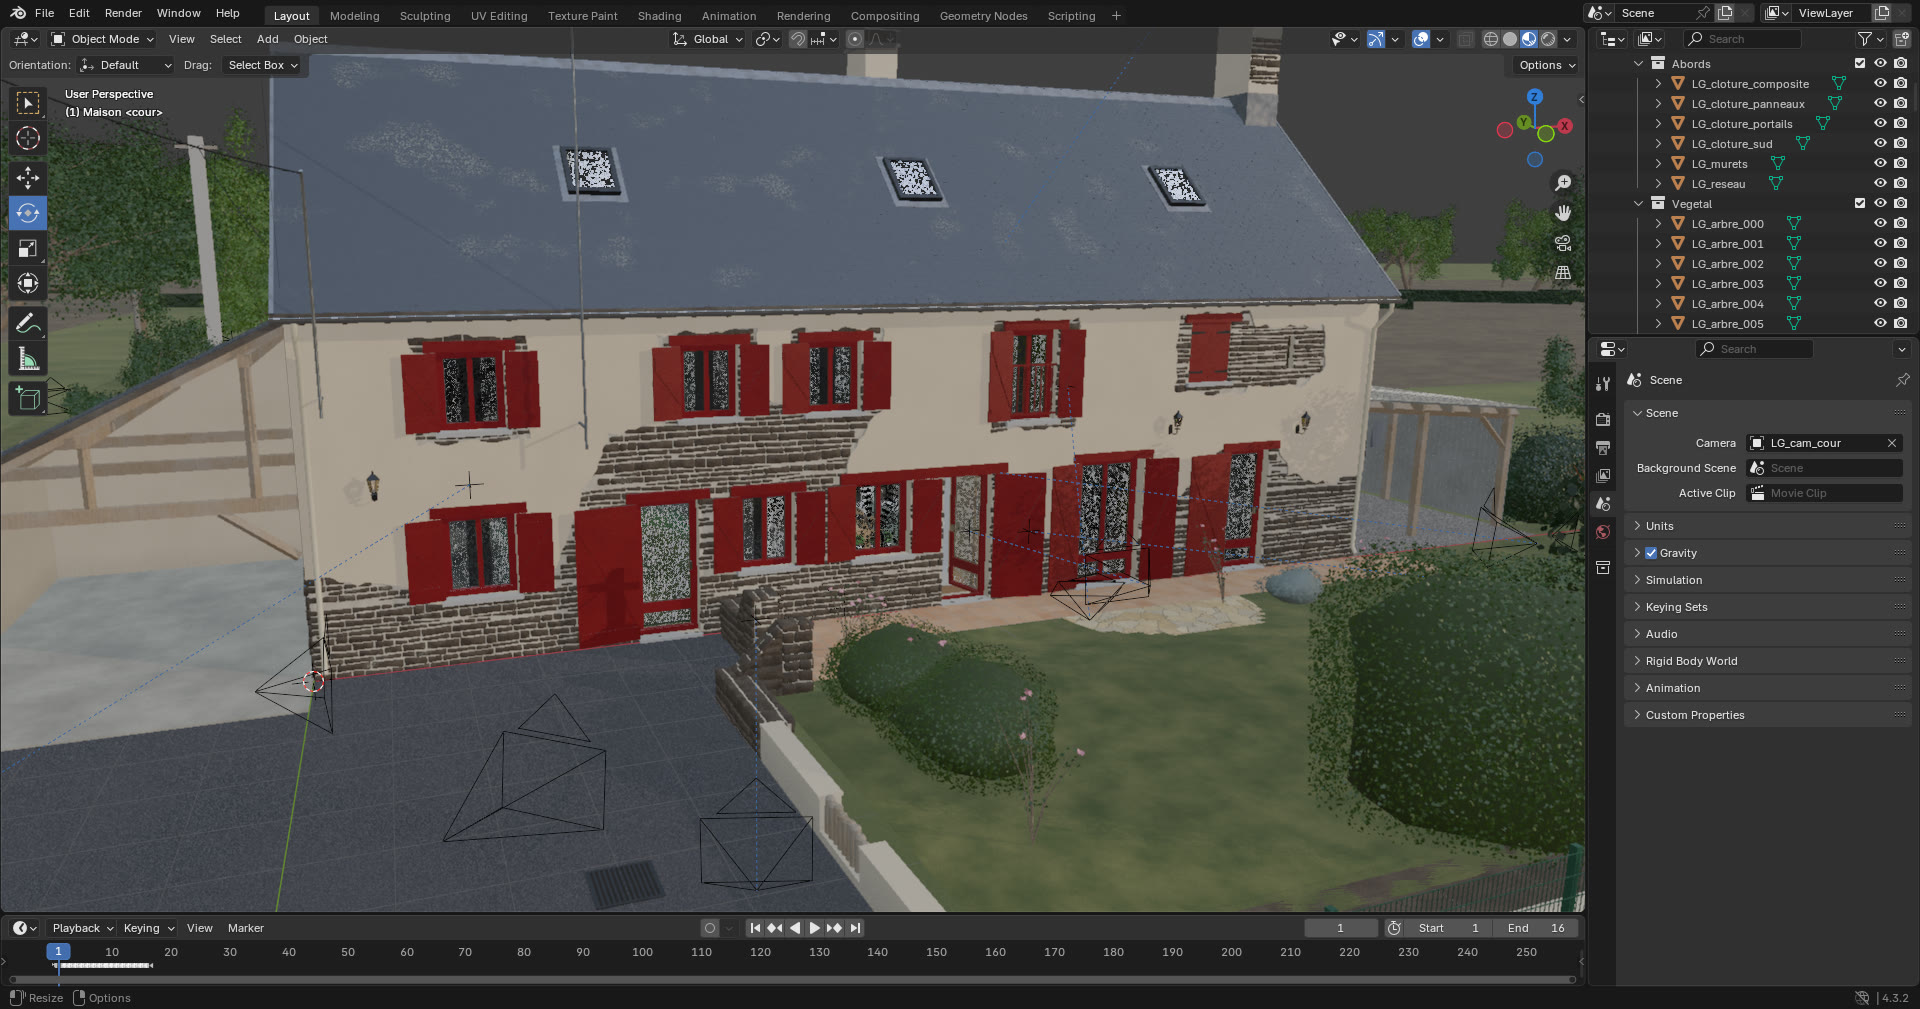 File Edit Render Window Help Layout Modeling Sculpting UV Editing Texture Paint Shading Animation Rendering Compositing Geometry Nodes Scripting + Scene ViewLayer
Object Mode View Select Add Object Global Search
Orientation: Default Drag: Select Box Options
User Perspective
(1) Maison <cour>
Z
Y
X
Abords
LG_cloture_composite
LG_cloture_panneaux
LG_cloture_portails
LG_cloture_sud
LG_murets
LG_reseau
Vegetal
LG_arbre_000
LG_arbre_001
LG_arbre_002
LG_arbre_003
LG_arbre_004
LG_arbre_005
Search
Scene
Scene
Camera LG_cam_cour
Background Scene Scene
Active Clip Movie Clip
Units
Gravity
Simulation
Keying Sets
Audio
Rigid Body World
Animation
Custom Properties
Playback Keying View Marker 1 Start 1 End 16
1 10 20 30 40 50 60 70 80 90 100 110 120 130 140 150 160 170 180 190 200 210 220 230 240 250
Resize Options 4.3.2